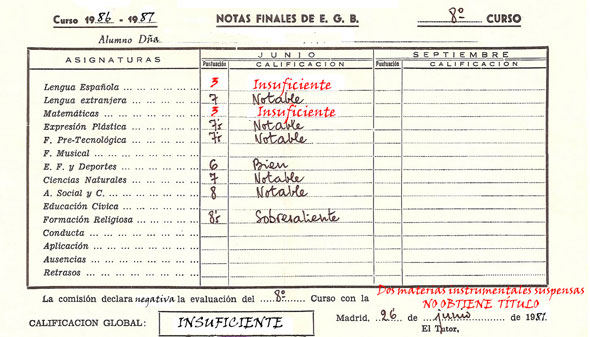 Curso 1986 - 1987 NOTAS FINALES DE E. G. B. 8º CURSO
Alumno Dña.
ASIGNATURAS JUNIO SEPTIEMBRE
Puntuación CALIFICACIÓN Puntuación CALIFICACIÓN
Lengua Española ... ... ... ... 3 Insuficiente
Lengua extranjera ... ... ... ... 7 Notable
Matemáticas ... ... ... ... ... 3 Insuficiente
Expresión Plástica ... ... ... ... 7'5 Notable
F. Pre-Tecnológica ... ... ... ... 7'5 Notable
F. Musical ... ... ... ... ...
E. F. y Deportes ... ... ... ... 6 Bien
Ciencias Naturales ... ... ... ... 7 Notable
A. Social y C. ... ... ... ... 8 Notable
Educación Cívica ... ... ... ...
Formación Religiosa ... ... ... 8'5 Sobresaliente
Conducta ... ... ... ... ...
Aplicación ... ... ... ... ...
Ausencias ... ... ... ... ...
Retrasos ... ... ... ... ...
La comisión declara negativa la evaluación del ....8º.... Curso con la Dos materias instrumentales suspensas
NO OBTIENE TÍTULO
CALIFICACION GLOBAL: INSUFICIENTE Madrid, 26 de junio de 1987.
El Tutor,